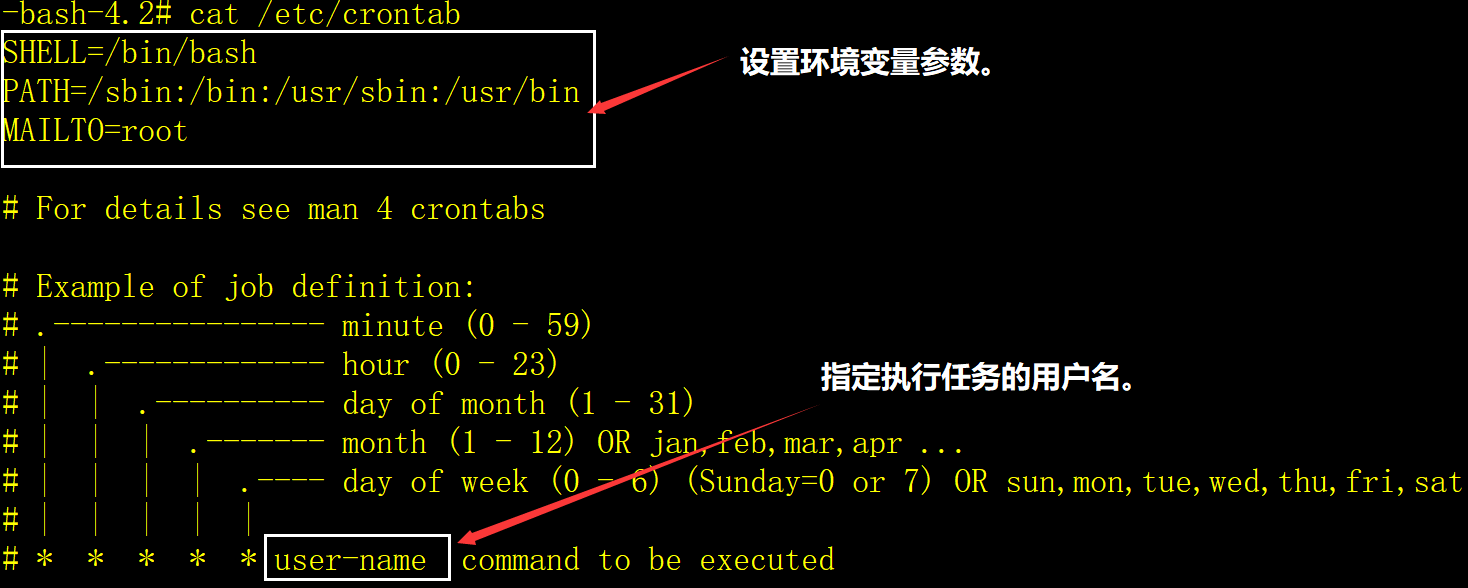 -bash-4.2# cat /etc/crontab
SHELL=/bin/bash
设置环境变量参数。
PATH=/sbin:/bin:/usr/sbin:/usr/bin
MAILTO=root
# For details see man 4 crontabs
# Example of job definition:
# .---------------- minute (0 - 59)
# | .------------- hour (0 - 23)
指定执行任务的用户名。
# | | .---------- day of month (1 - 31)
# | | | .------- month (1 - 12) OR jan,feb,mar,apr ...
# | | | | .---- day of week (0 - 6) (Sunday=0 or 7) OR sun,mon,tue,wed,thu,fri,sat
# | | | | |
# * * * * * user-name command to be executed